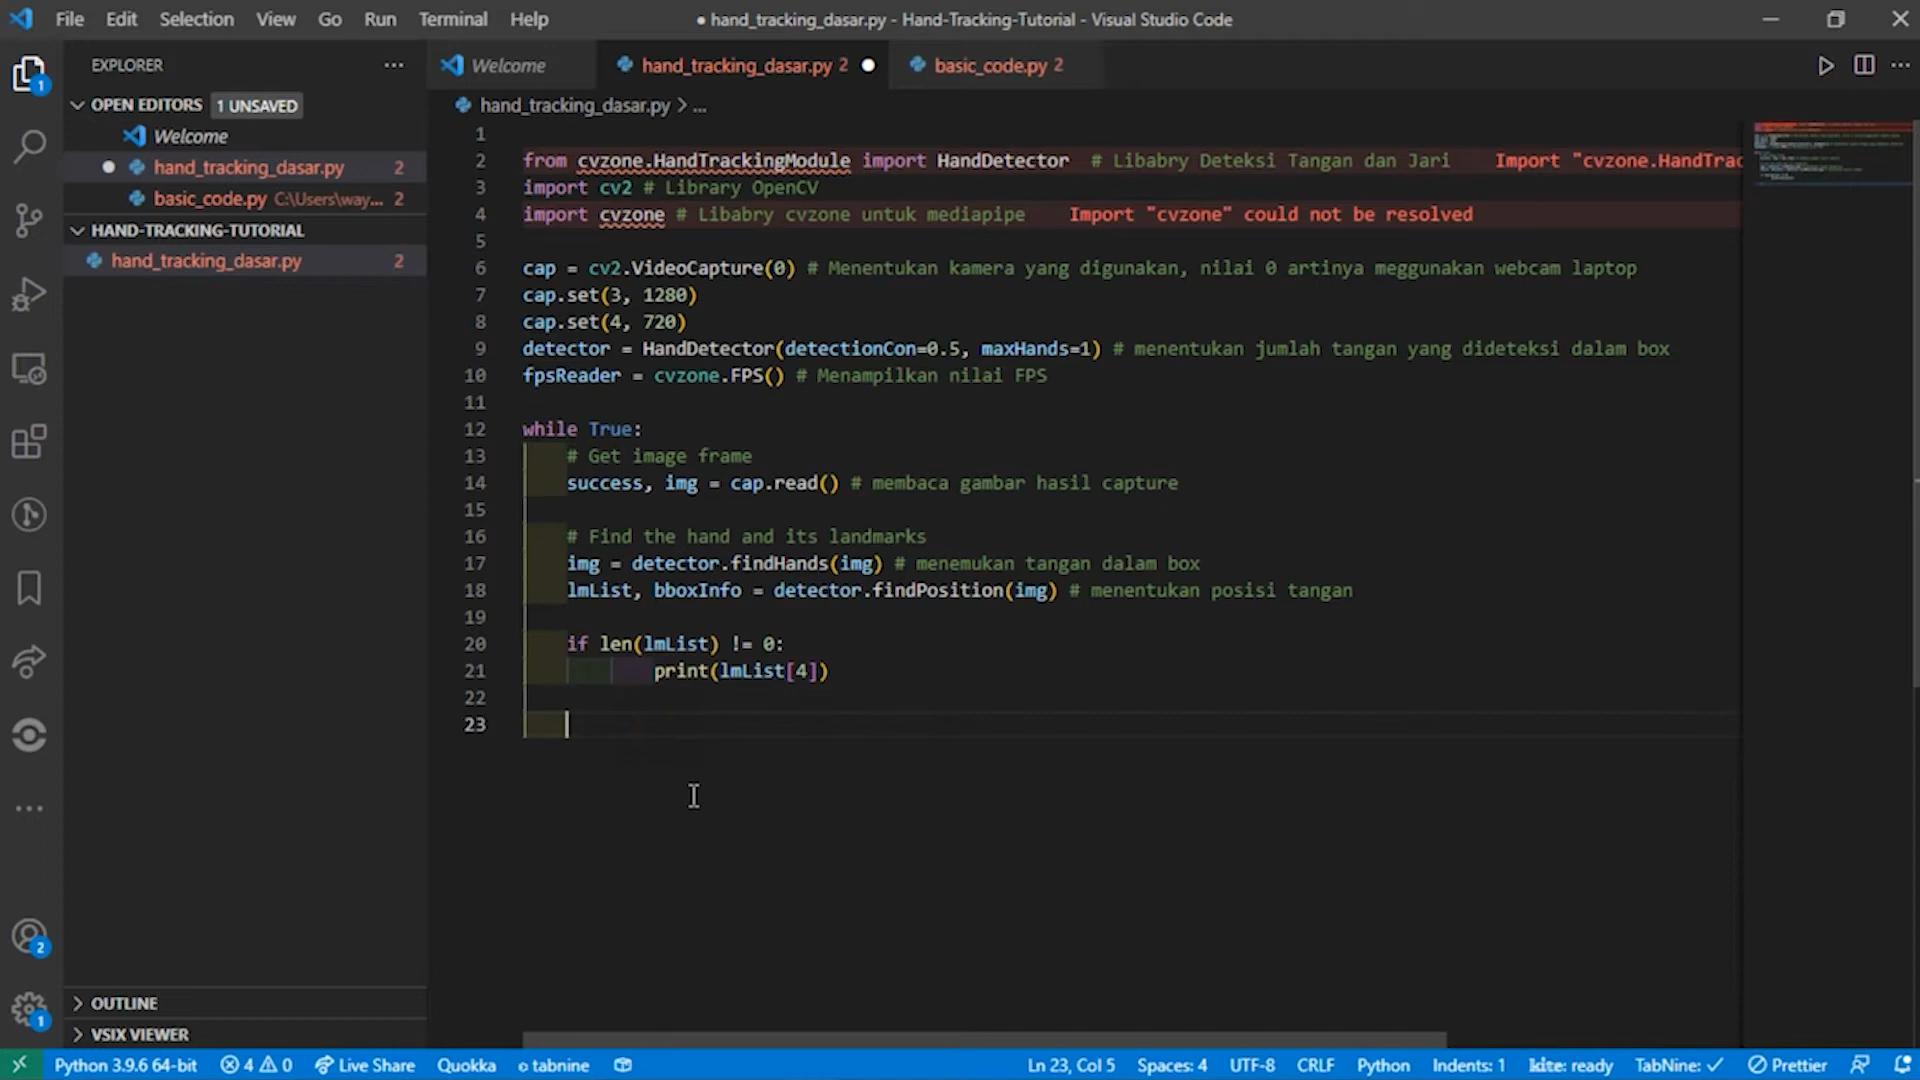 File Edit Selection View Go Run Terminal Help
● hand_tracking_dasar.py - Hand-Tracking-Tutorial - Visual Studio Code
EXPLORER
Welcome
hand_tracking_dasar.py 2
basic_code.py 2
OPEN EDITORS 1 UNSAVED
Welcome
hand_tracking_dasar.py 2
basic_code.py C:\Users\way... 2
HAND-TRACKING-TUTORIAL
hand_tracking_dasar.py 2
OUTLINE
VSIX VIEWER
hand_tracking_dasar.py > ...
1
2 from cvzone.HandTrackingModule import HandDetector # Libabry Deteksi Tangan dan Jari Import "cvzone.HandTrac
3 import cv2 # Library OpenCV
4 import cvzone # Libabry cvzone untuk mediapipe Import "cvzone" could not be resolved
5
6 cap = cv2.VideoCapture(0) # Menentukan kamera yang digunakan, nilai 0 artinya meggunakan webcam laptop
7 cap.set(3, 1280)
8 cap.set(4, 720)
9 detector = HandDetector(detectionCon=0.5, maxHands=1) # menentukan jumlah tangan yang dideteksi dalam box
10 fpsReader = cvzone.FPS() # Menampilkan nilai FPS
11
12 while True:
13 # Get image frame
14 success, img = cap.read() # membaca gambar hasil capture
15
16 # Find the hand and its landmarks
17 img = detector.findHands(img) # menemukan tangan dalam box
18 lmList, bboxInfo = detector.findPosition(img) # menentukan posisi tangan
19
20 if len(lmList) != 0:
21 print(lmList[4])
22
23
1
2
1
Python 3.9.6 64-bit 4 0 Live Share Quokka tabnine Ln 23, Col 5 Spaces: 4 UTF-8 CRLF Python Indents: 1 kite: ready TabNine: ✓ Prettier